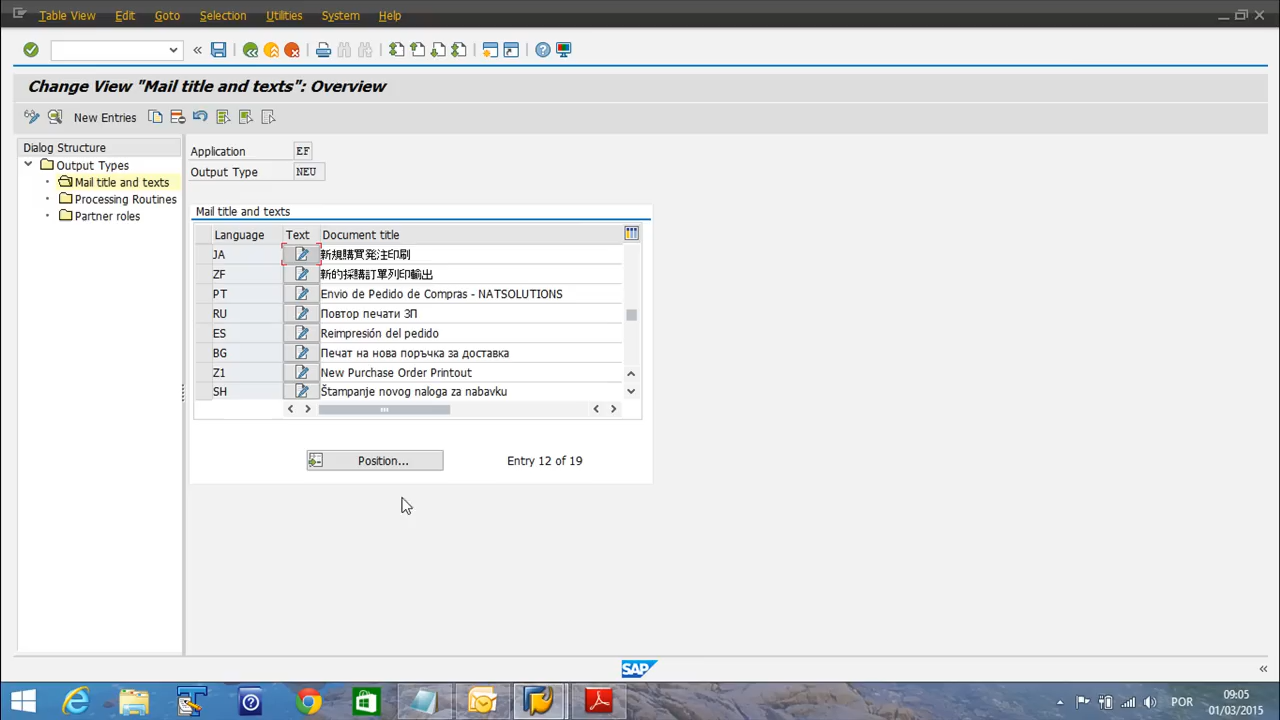 Table View Edit Goto Selection Utilities System Help
Change View "Mail title and texts": Overview
New Entries
Dialog Structure
Output Types
Mail title and texts
Processing Routines
Partner roles
Application EF
Output Type NEU
Mail title and texts
Language Text Document title
JA 新規購買発注印刷
ZF 新的採購訂單列印輸出
PT Envio de Pedido de Compras - NATSOLUTIONS
RU Повтор печати ЗП
ES Reimpresión del pedido
BG Печат на нова поръчка за доставка
Z1 New Purchase Order Printout
SH Štampanje novog naloga za nabavku
Position... Entry 12 of 19
SAP
POR
09:05
01/03/2015